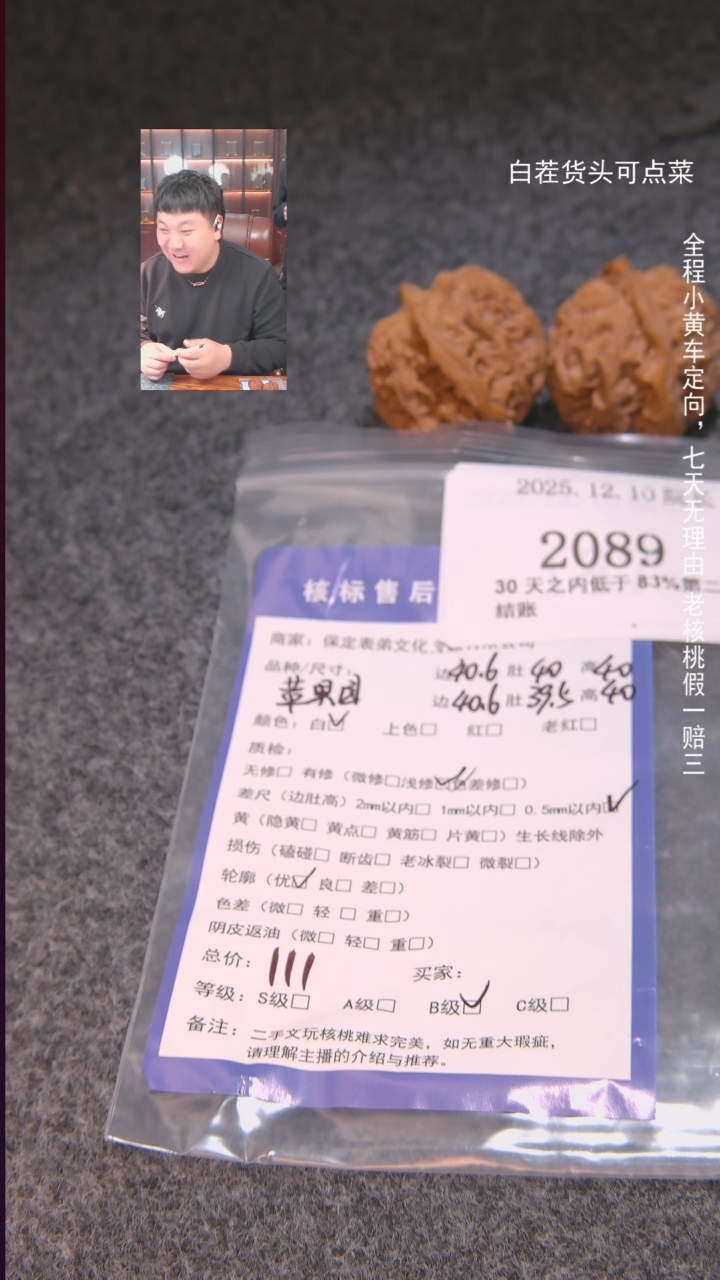 白茬货头可点菜
全程小黄车定向，七天无理由 老核桃假一赔三
2025.12.10
2089
30 天之内低于 83%第二
结账
核标售后
商家：保定表弟文化
品种/尺寸： 边40.6 肚40 高40
苹果园 边40.6 肚39.5 高40
颜色：白☑ 上色□ 红□ 老红□
质检：
无修□ 有修（微修□浅修☑色差修□）
差尺（边肚高）2mm以内□ 1mm以内□ 0.5mm以内☑
黄（隐黄□ 黄点□ 黄筋□ 片黄□）生长线除外
损伤（磕碰□ 断齿□ 老冰裂□ 微裂□）
轮廓（优☑ 良□ 差□）
色差（微□ 轻□ 重□）
阴皮返油（微□ 轻□ 重□）
总价：111 买家：
等级：S级□ A级□ B级☑ C级□
备注：二手文玩核桃难求完美，如无重大瑕疵，
请理解主播的介绍与推荐。